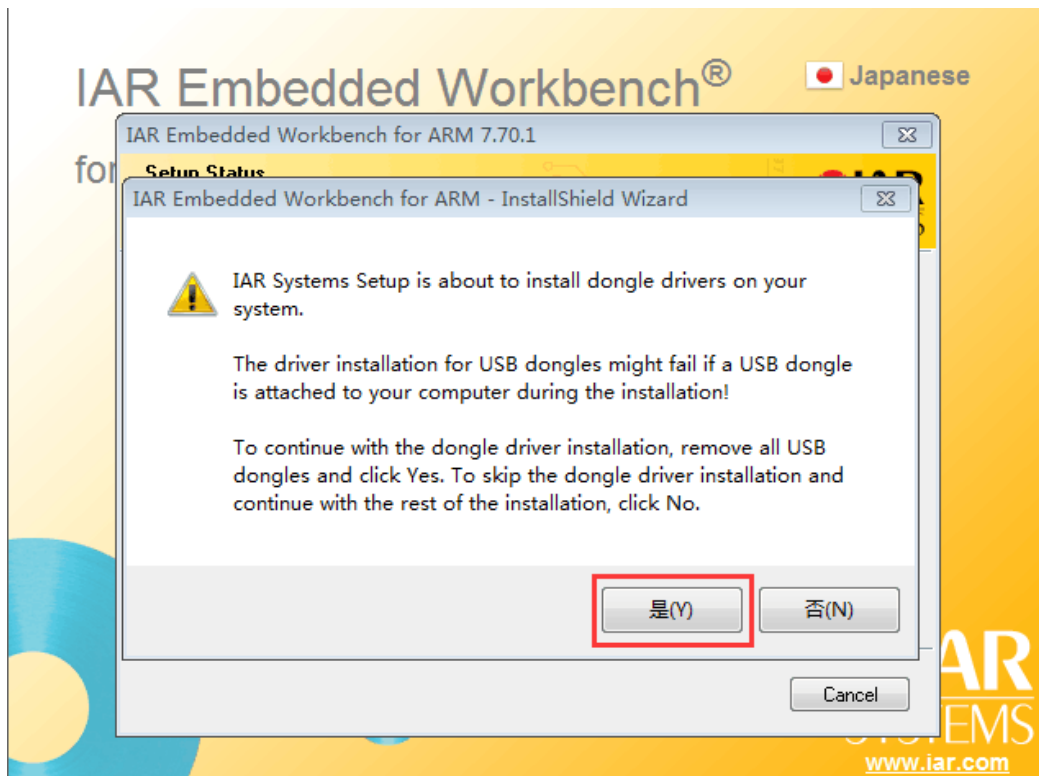 IAR Embedded Workbench®
Japanese
IAR Embedded Workbench for ARM 7.70.1
for
Setup Status
IAR Embedded Workbench for ARM - InstallShield Wizard
IAR Systems Setup is about to install dongle drivers on your
system.
The driver installation for USB dongles might fail if a USB dongle
is attached to your computer during the installation!
To continue with the dongle driver installation, remove all USB
dongles and click Yes. To skip the dongle driver installation and
continue with the rest of the installation, click No.
是(Y)
否(N)
Cancel
www.iar.com